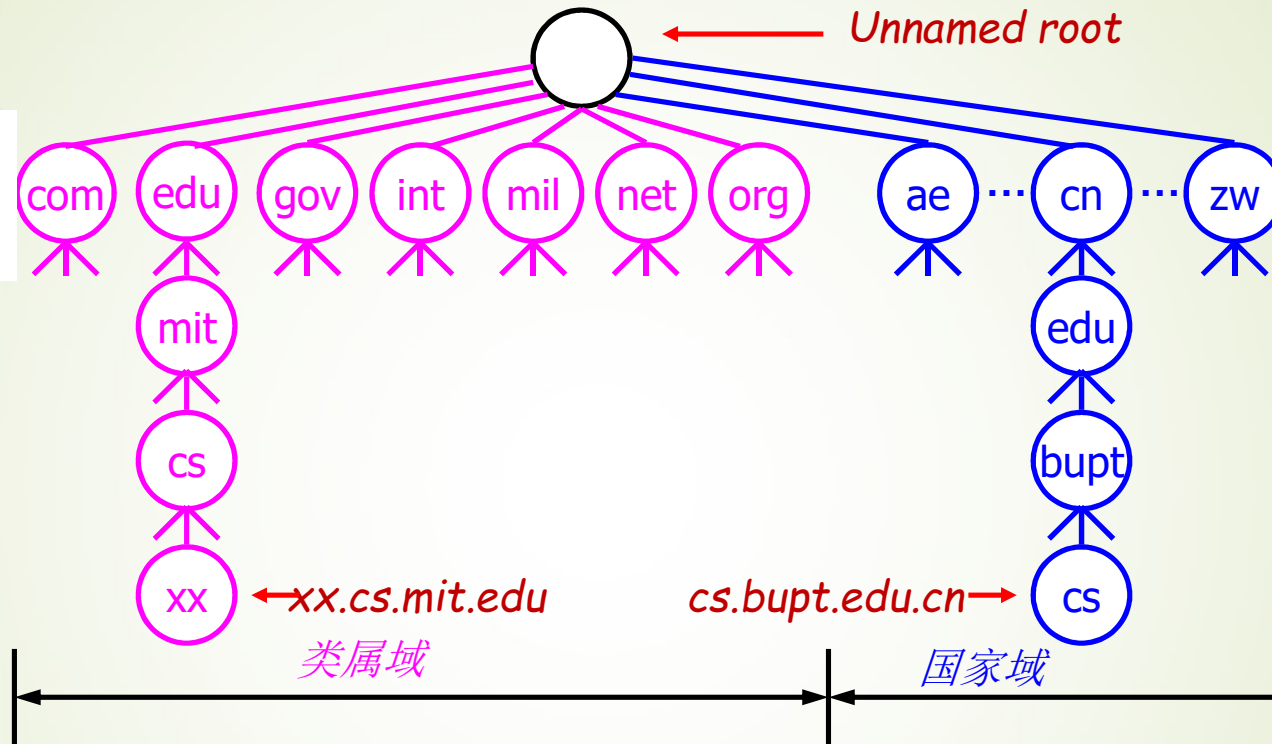 Unnamed root
com edu gov int mil net org ae ... cn ... zw
mit edu
cs bupt
xx xx.cs.mit.edu cs.bupt.edu.cn cs
类属域 国家域